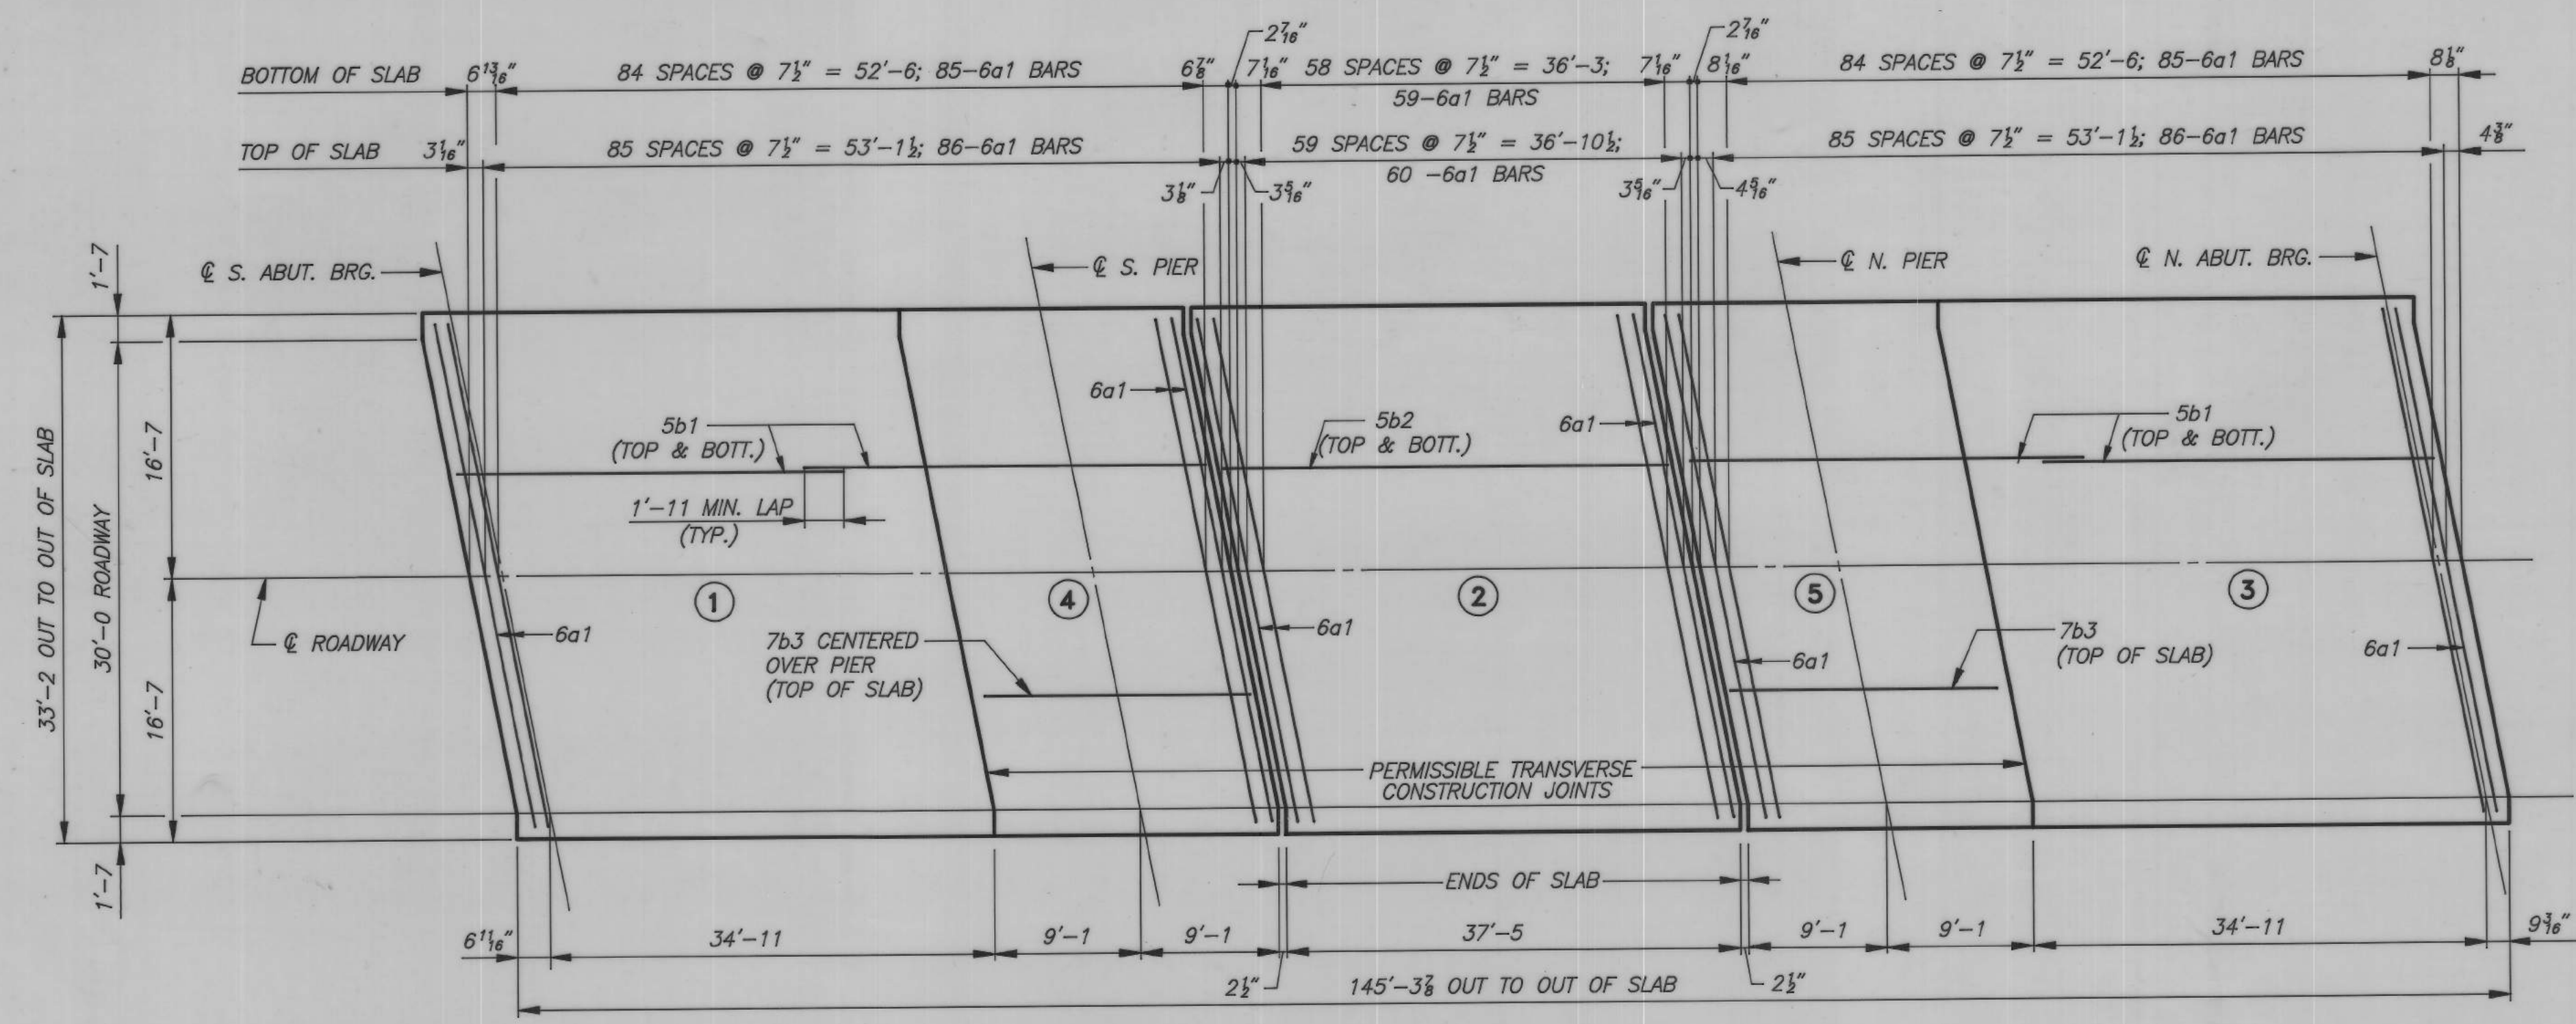 2 7/16" 2 7/16"
BOTTOM OF SLAB 6 13/16" 84 SPACES @ 7½" = 52'-6; 85-6a1 BARS 6⅞" 7 1/16" 58 SPACES @ 7½" = 36'-3; 7 1/16" 8 1/16" 84 SPACES @ 7½" = 52'-6; 85-6a1 BARS 8⅛"
59-6a1 BARS
TOP OF SLAB 3 1/16" 85 SPACES @ 7½" = 53'-1½; 86-6a1 BARS 59 SPACES @ 7½" = 36'-10½; 85 SPACES @ 7½" = 53'-1½; 86-6a1 BARS 4⅜"
60 -6a1 BARS
3⅛" 3 5/16" 3 5/16" 4 5/16"
1'-7
℄ S. ABUT. BRG. ℄ S. PIER ℄ N. PIER ℄ N. ABUT. BRG.
33'-2 OUT TO OUT OF SLAB
30'-0 ROADWAY
16'-7
16'-7
1'-7
6a1
5b1
(TOP & BOTT.)
5b2
(TOP & BOTT.)
6a1
5b1
(TOP & BOTT.)
1'-11 MIN. LAP
(TYP.)
1 4 2 5 3
℄ ROADWAY
6a1
7b3 CENTERED
OVER PIER
(TOP OF SLAB)
6a1
6a1
7b3
(TOP OF SLAB)
6a1
PERMISSIBLE TRANSVERSE
CONSTRUCTION JOINTS
ENDS OF SLAB
6 11/16" 34'-11 9'-1 9'-1 37'-5 9'-1 9'-1 34'-11 9 3/16"
2½" 145'-3⅞ OUT TO OUT OF SLAB 2½"